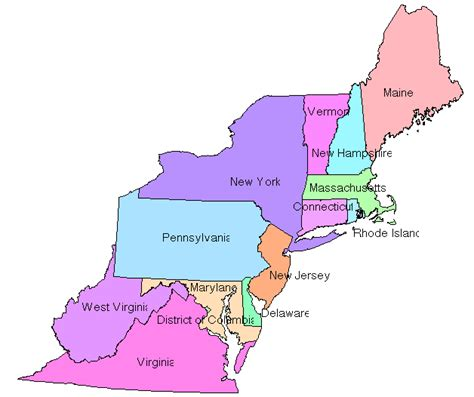 Maine
Vermon
New Hampshire
New York
Massachusetts
Connecticut
Rhode Island
Pennsylvania
New Jersey
Maryland
West Virginia
District of Columbia
Delaware
Virginia